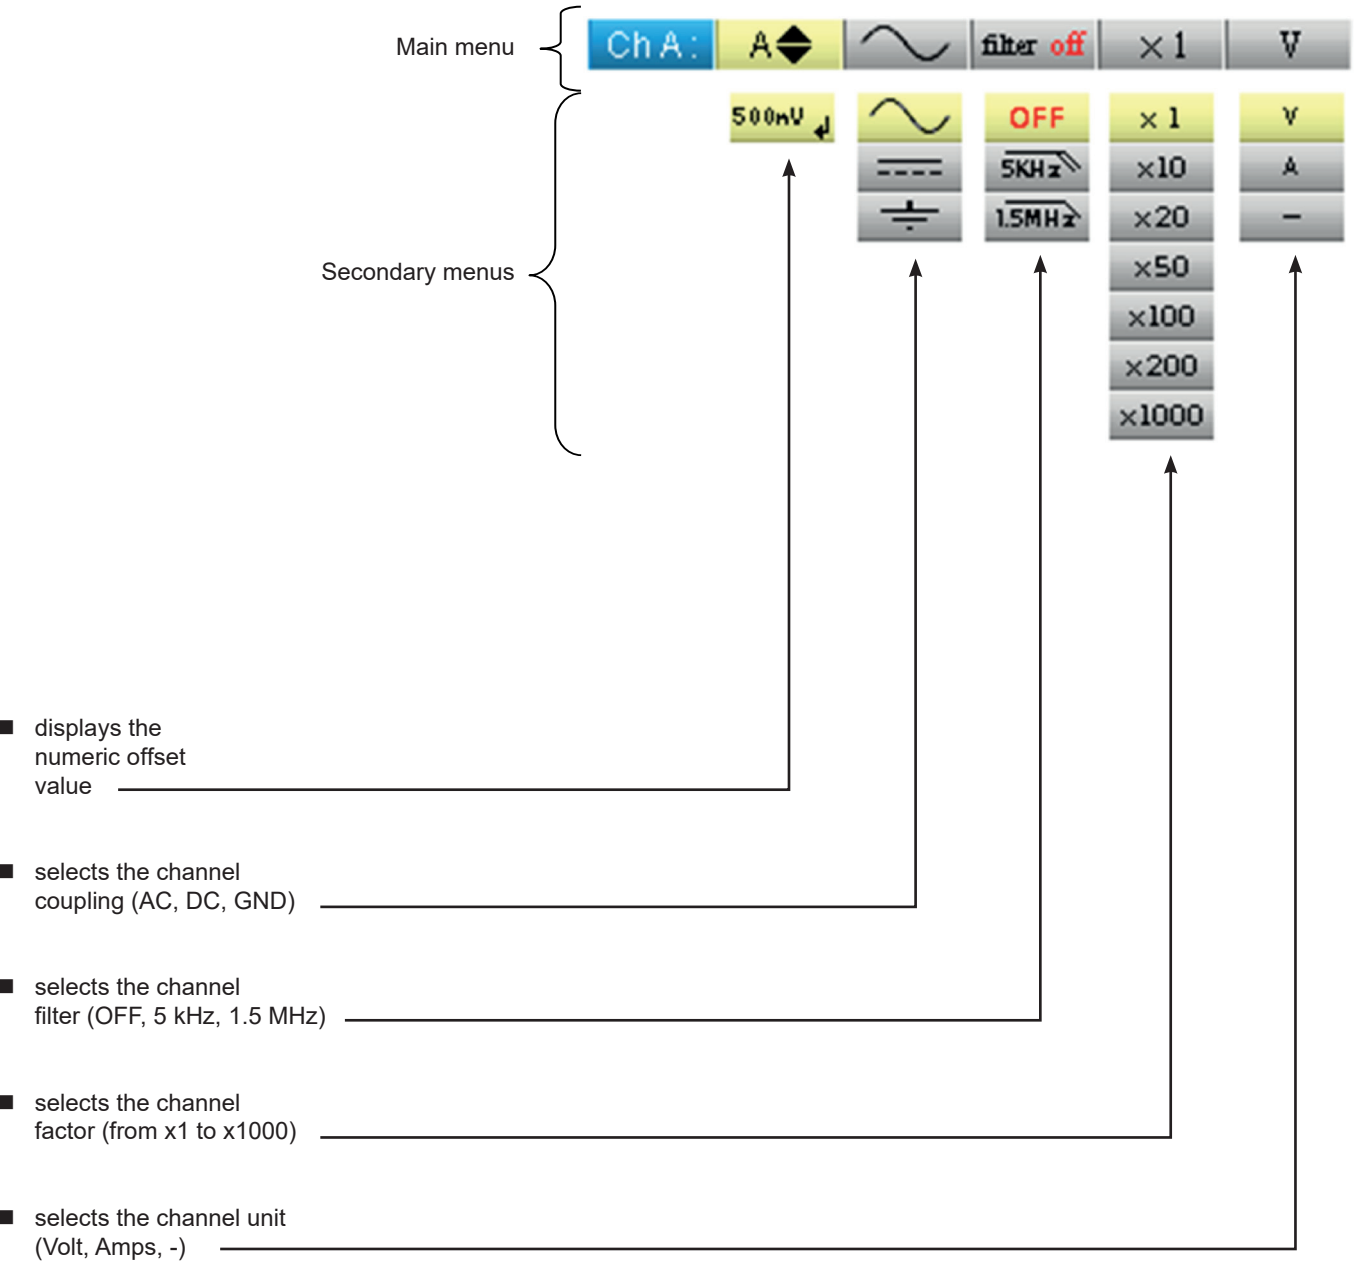 Main menu
Ch A : A filter off × 1 V
500mV OFF × 1 V
5KHz ×10 A
1.5MHz ×20 –
Secondary menus
×50
×100
×200
×1000
■ displays the
numeric offset
value
■ selects the channel
coupling (AC, DC, GND)
■ selects the channel
filter (OFF, 5 kHz, 1.5 MHz)
■ selects the channel
factor (from x1 to x1000)
■ selects the channel unit
(Volt, Amps, -)